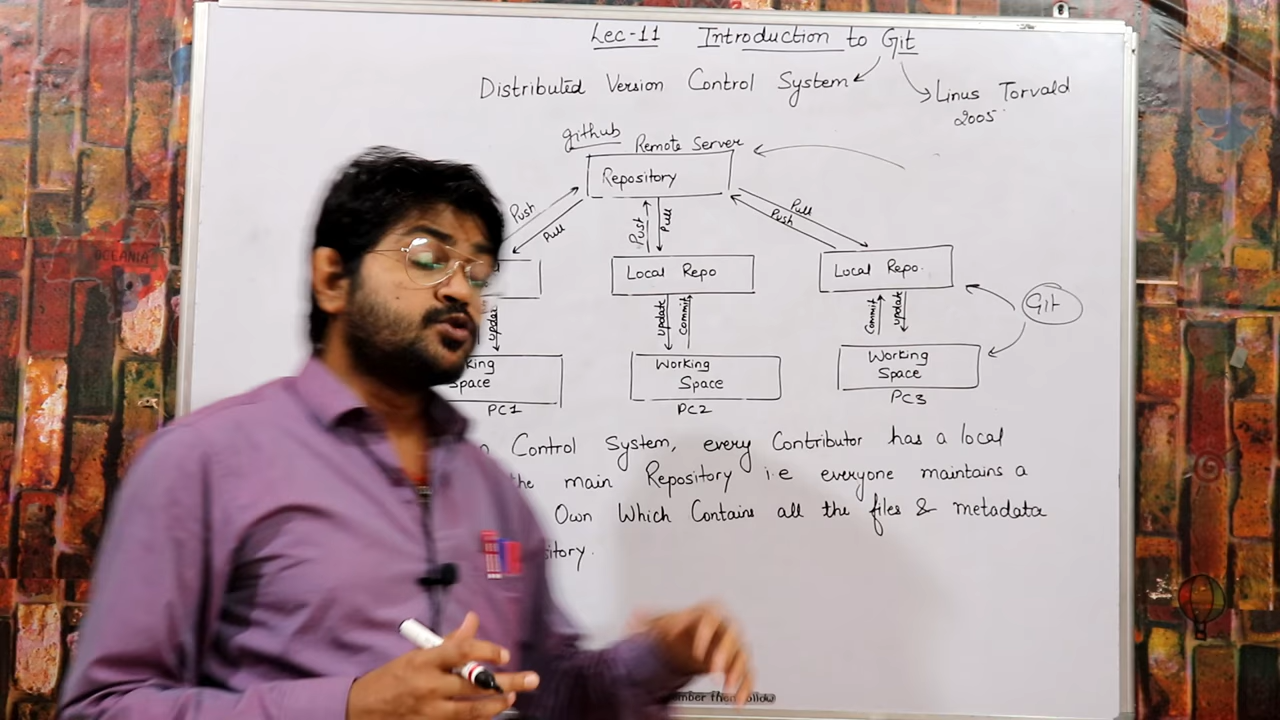 Lec-11 Introduction to Git
Distributed Version Control System
Linus Torvald
2005
github Remote Server
Repository
Push
Pull
Push
Pull
Pull
Push
Local Repo
Local Repo.
Git
update
Commit
Commit
update
Space
Working
Space
Working
Space
PC1
PC2
PC3
Control System, every Contributor has a local
the main Repository i.e everyone maintains a
Own Which Contains all the files & metadata
OCEANIA